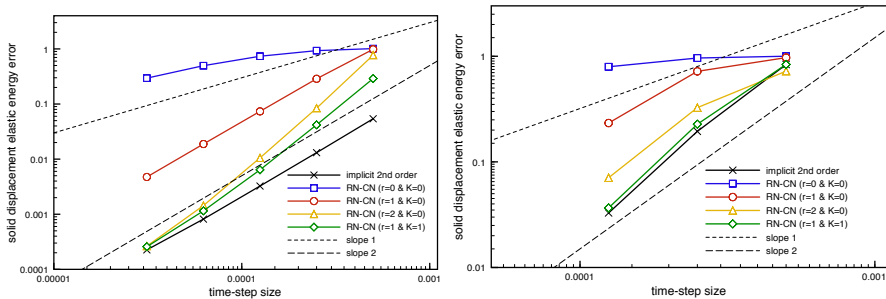 solid displacement elastic energy error
1
0.1
0.01
0.001
0.0001
0.00001
0.0001
0.001
time-step size
implicit 2nd order
RN-CN (r=0 & K=0)
RN-CN (r=1 & K=0)
RN-CN (r=2 & K=0)
RN-CN (r=1 & K=1)
slope 1
slope 2
solid displacement elastic energy error
1
0.1
0.01
0.0001
0.001
time-step size
implicit 2nd order
RN-CN (r=0 & K=0)
RN-CN (r=1 & K=0)
RN-CN (r=2 & K=0)
RN-CN (r=1 & K=1)
slope 1
slope 2